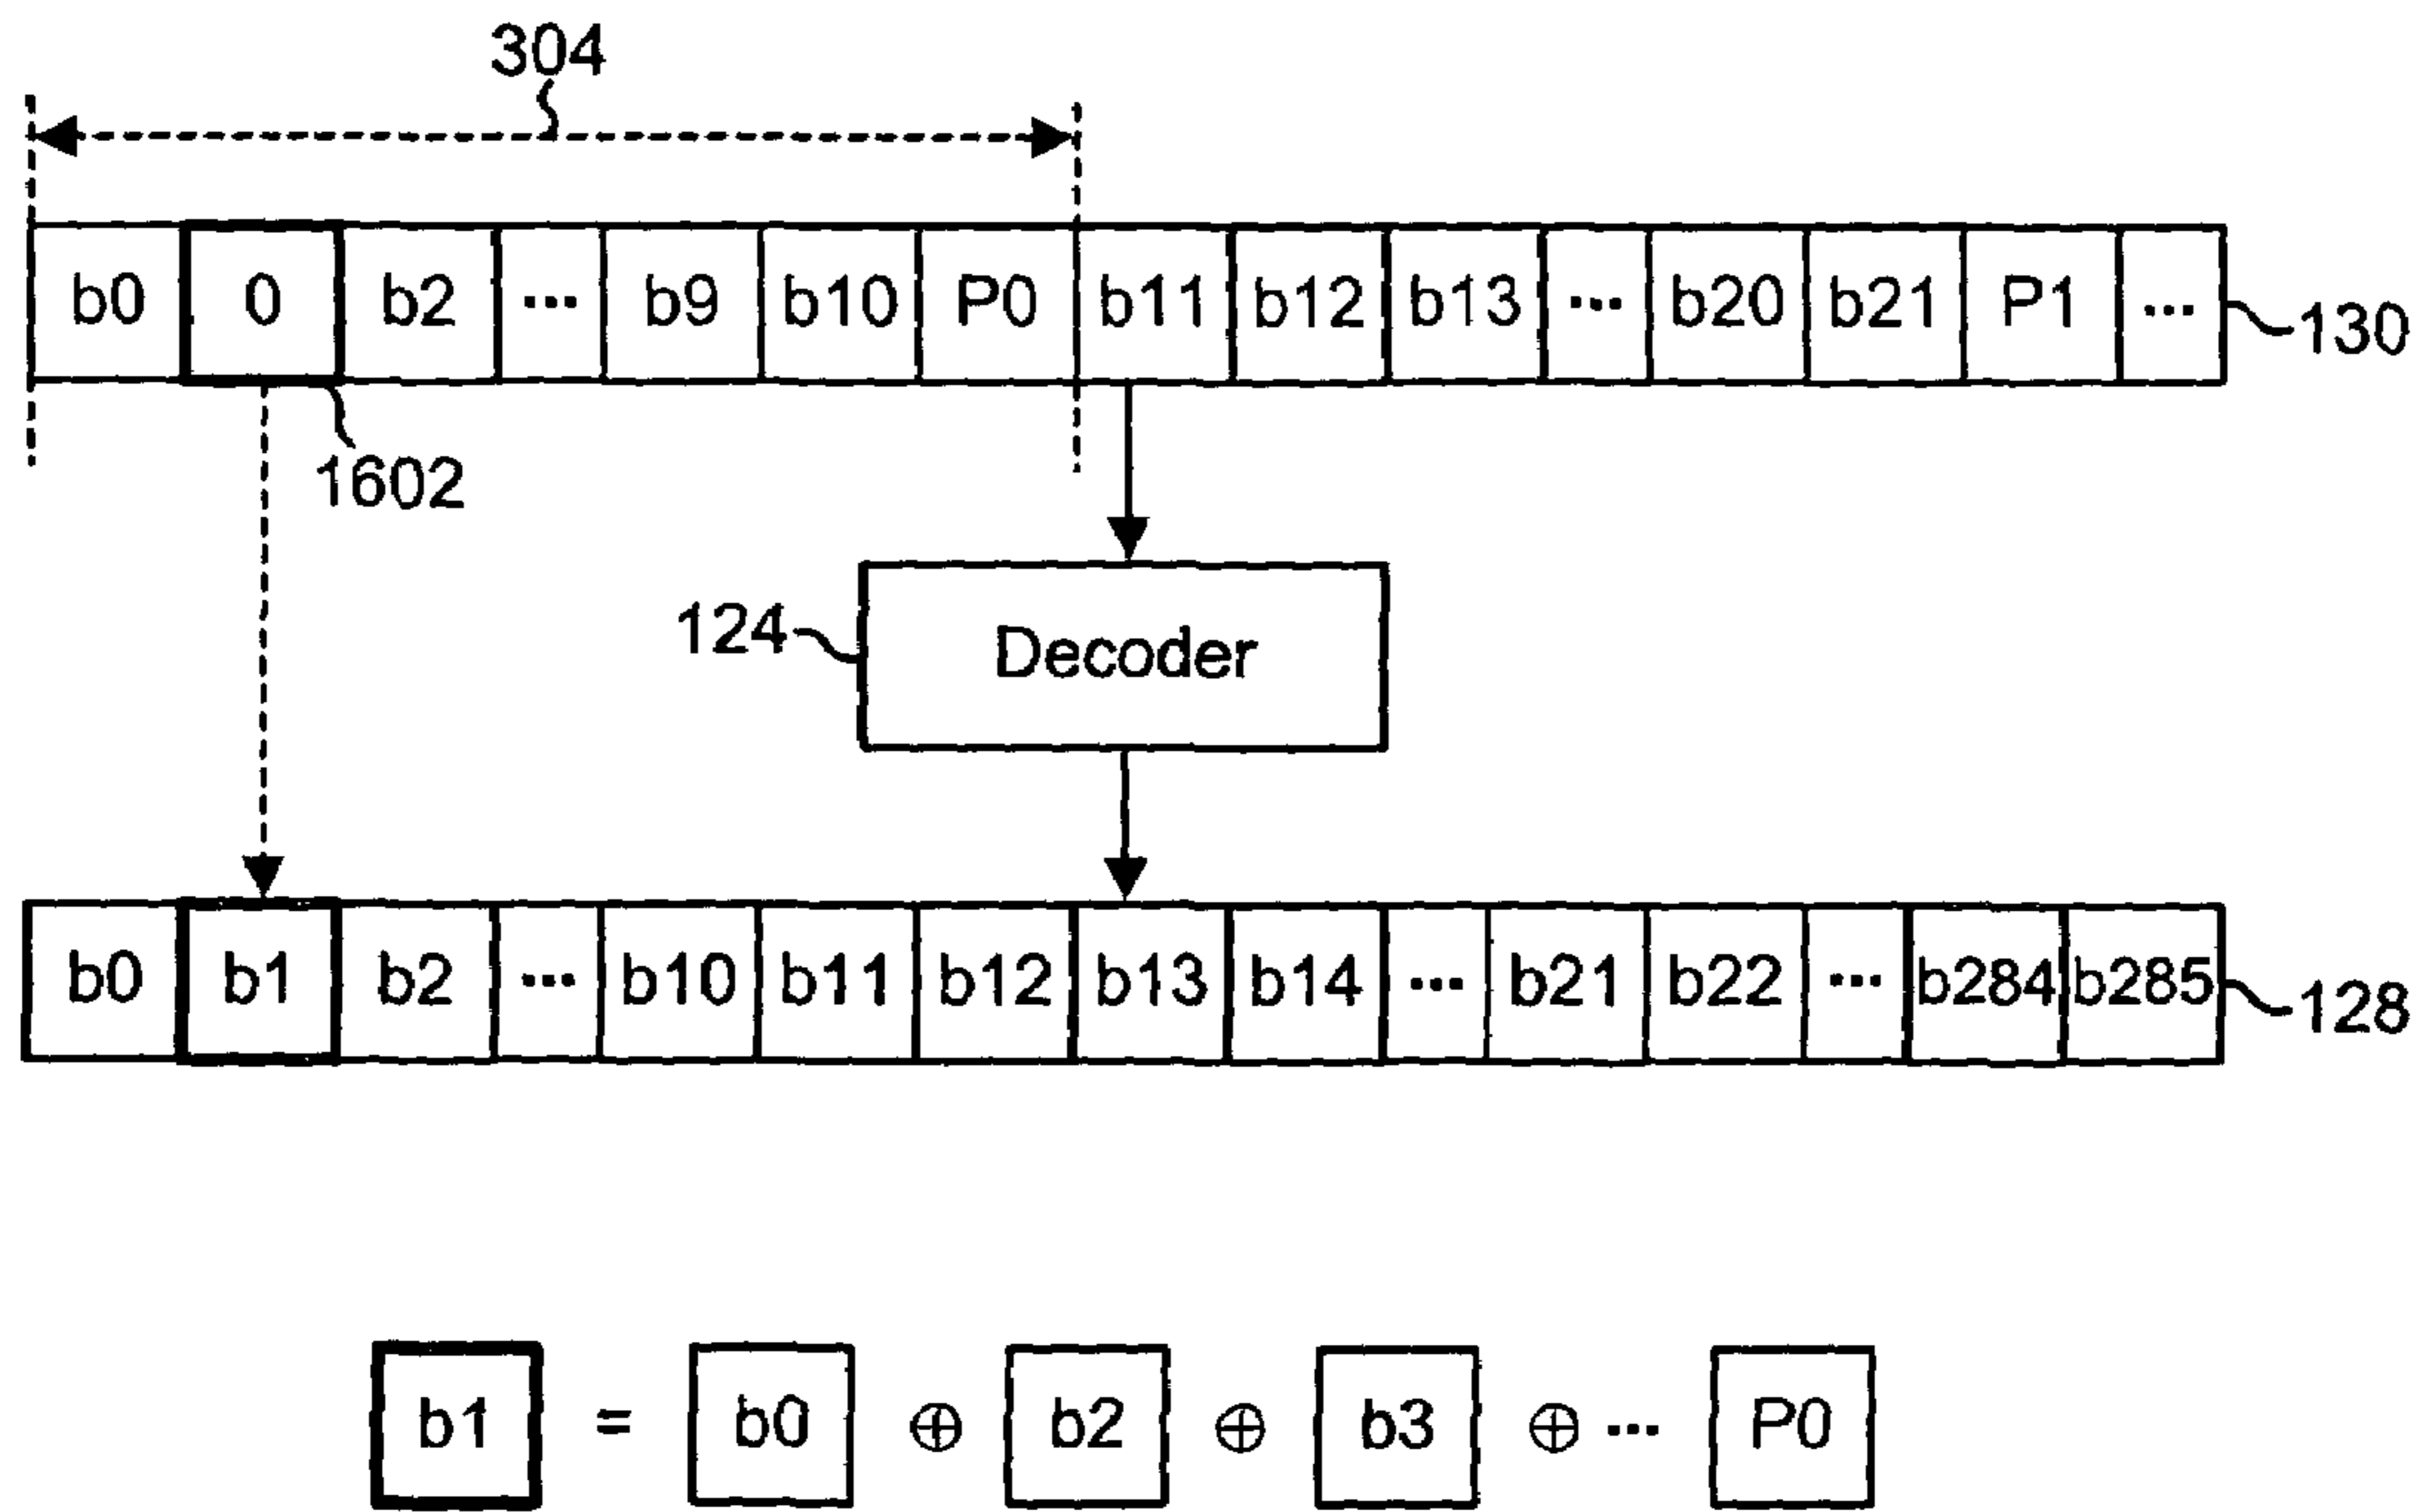 304
b0 0 b2 ... b9 b10 P0 b11 b12 b13 ... b20 b21 P1 ... 130
1602
124 Decoder
b0 b1 b2 ... b10 b11 b12 b13 b14 ... b21 b22 ... b284 b285 128
b1 = b0 ⊕ b2 ⊕ b3 ⊕ ... P0